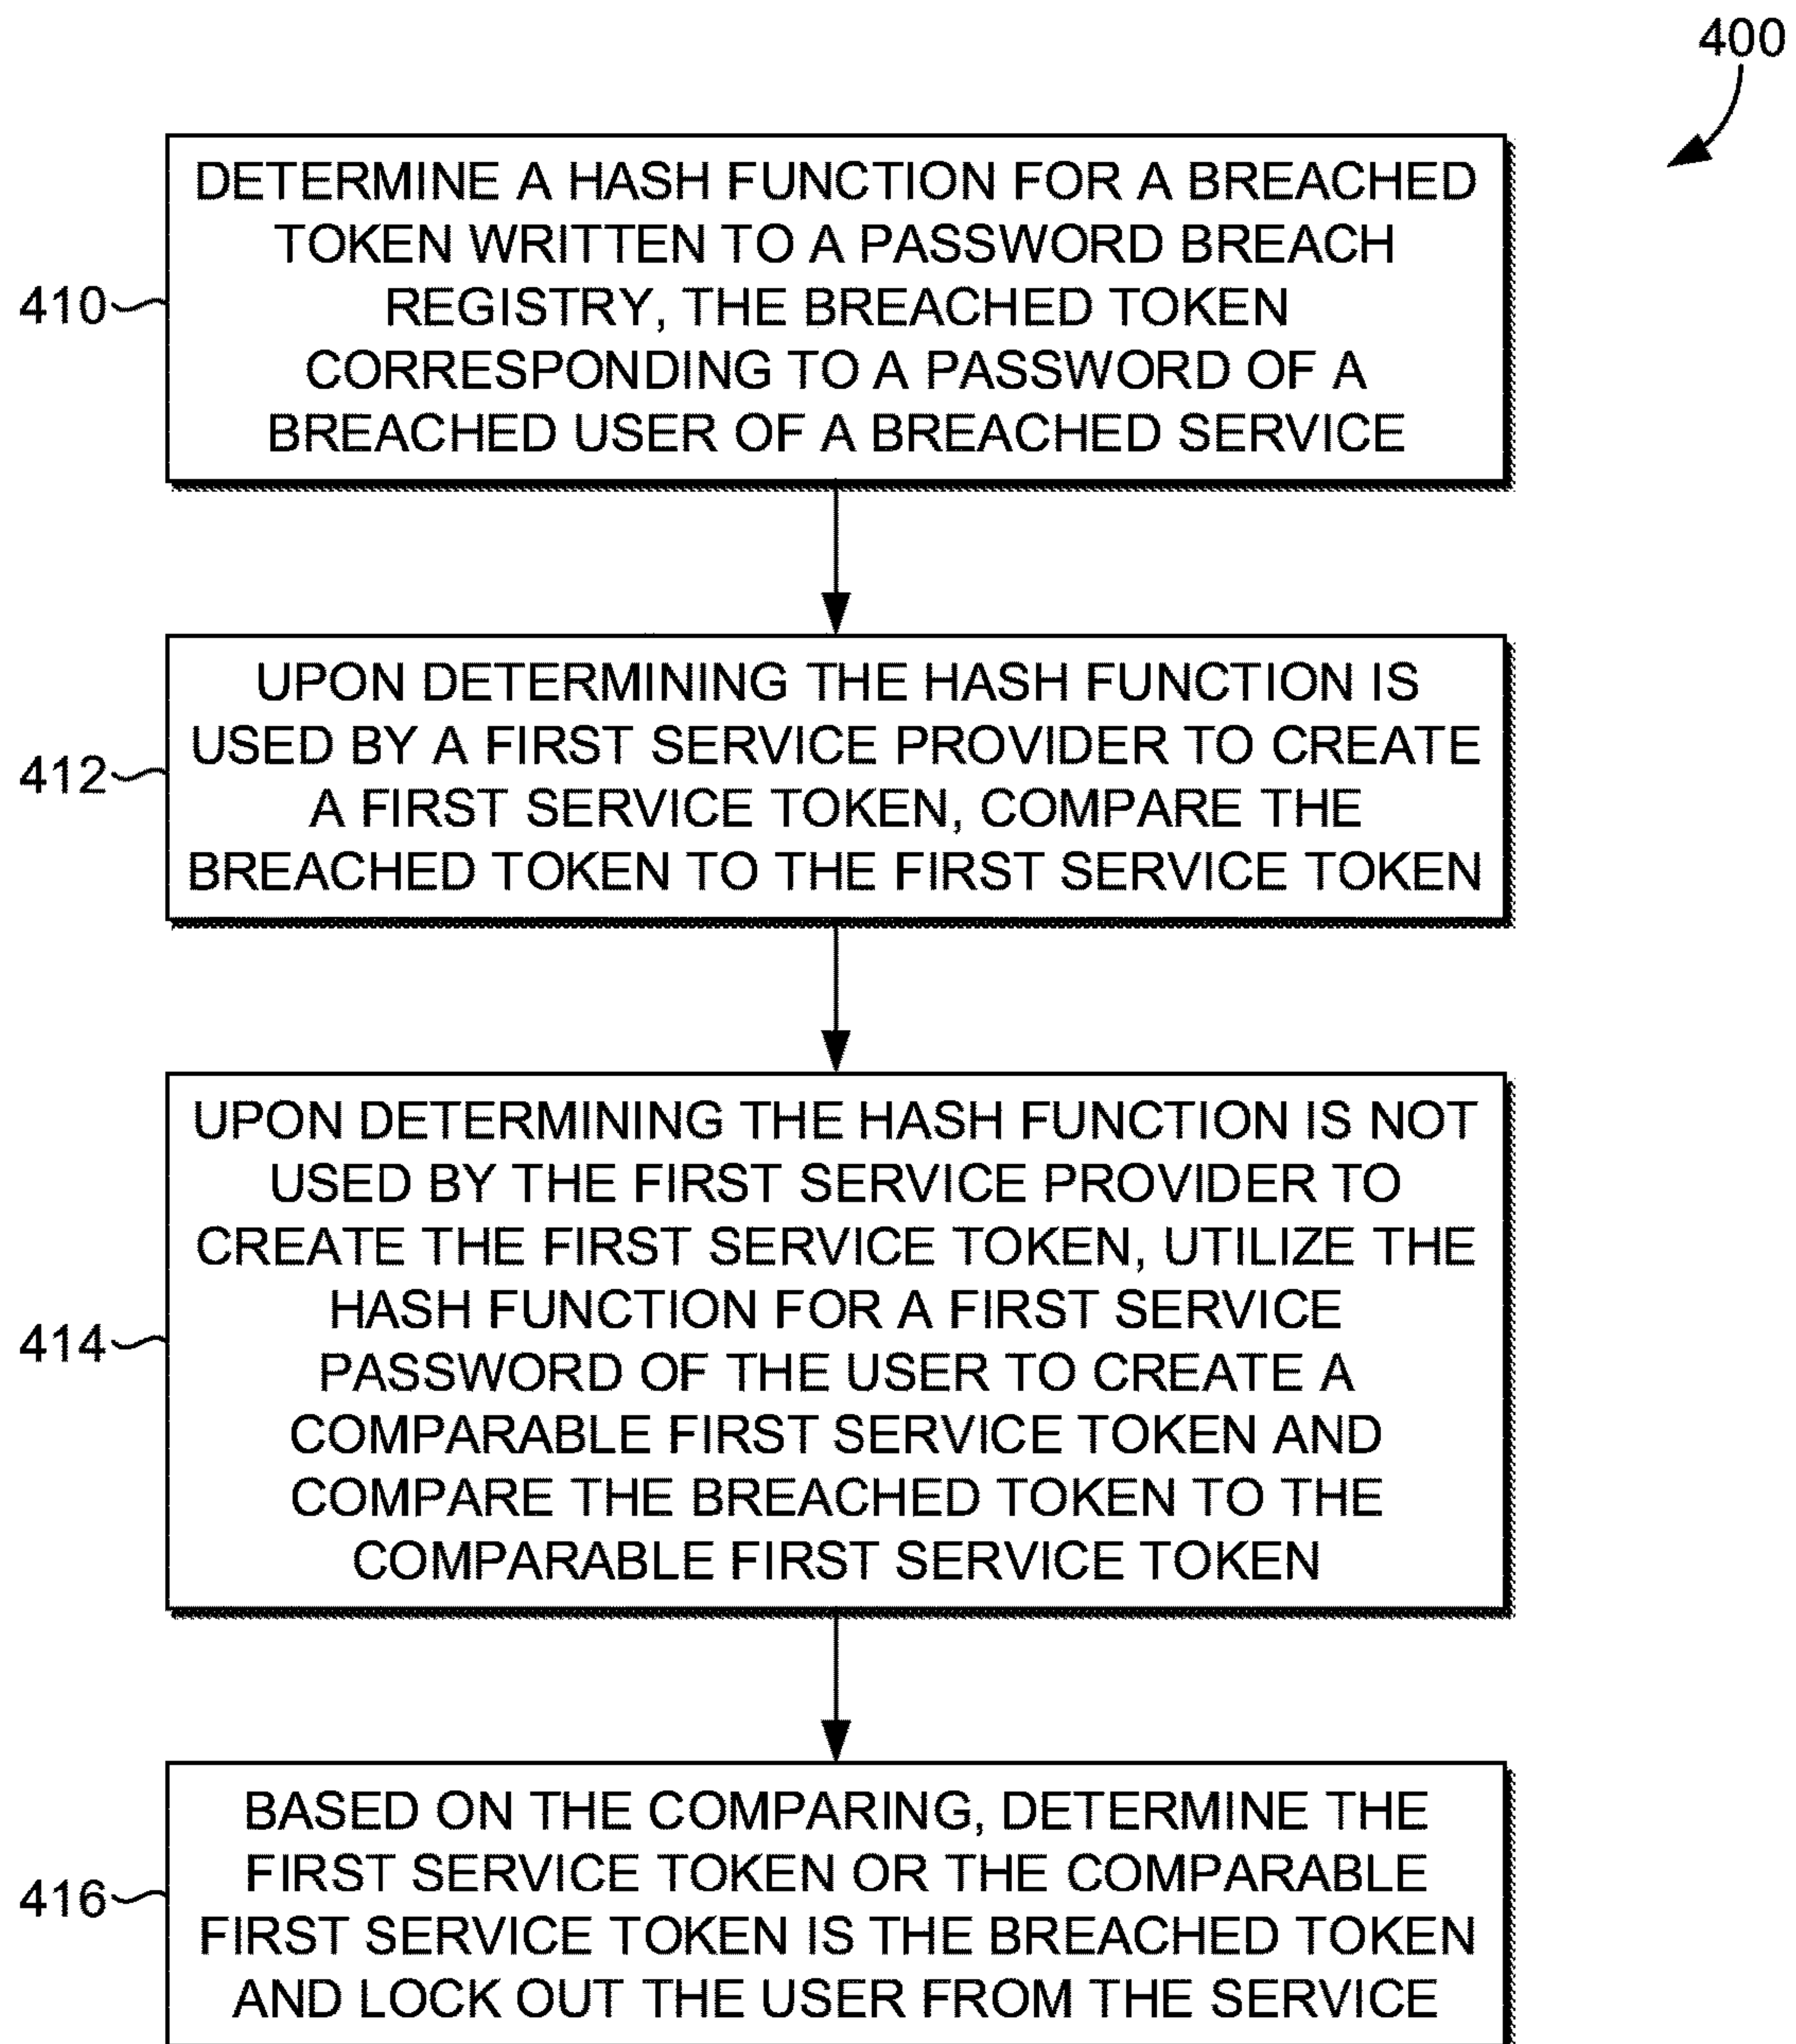 400
DETERMINE A HASH FUNCTION FOR A BREACHED
TOKEN WRITTEN TO A PASSWORD BREACH
REGISTRY, THE BREACHED TOKEN
CORRESPONDING TO A PASSWORD OF A
BREACHED USER OF A BREACHED SERVICE
410
UPON DETERMINING THE HASH FUNCTION IS
USED BY A FIRST SERVICE PROVIDER TO CREATE
A FIRST SERVICE TOKEN, COMPARE THE
BREACHED TOKEN TO THE FIRST SERVICE TOKEN
412
UPON DETERMINING THE HASH FUNCTION IS NOT
USED BY THE FIRST SERVICE PROVIDER TO
CREATE THE FIRST SERVICE TOKEN, UTILIZE THE
HASH FUNCTION FOR A FIRST SERVICE
PASSWORD OF THE USER TO CREATE A
COMPARABLE FIRST SERVICE TOKEN AND
COMPARE THE BREACHED TOKEN TO THE
COMPARABLE FIRST SERVICE TOKEN
414
BASED ON THE COMPARING, DETERMINE THE
FIRST SERVICE TOKEN OR THE COMPARABLE
FIRST SERVICE TOKEN IS THE BREACHED TOKEN
AND LOCK OUT THE USER FROM THE SERVICE
416